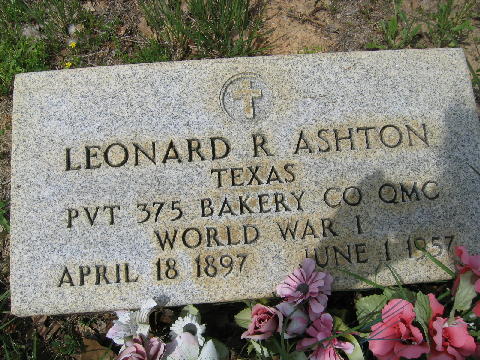 LEONARD R ASHTON
TEXAS
PVT 375 BAKERY CO QMC
WORLD WAR I
APRIL 18 1897 JUNE 1 1957